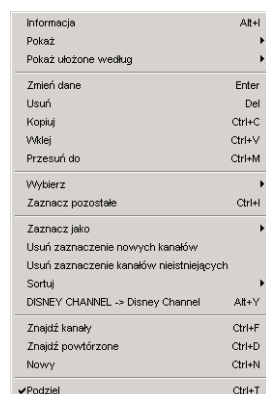 Informacja Alt+I
Pokaż
Pokaż ułożone według
Zmień dane Enter
Usuń Del
Kopiuj Ctrl+C
Wklej Ctrl+V
Przesuń do Ctrl+M
Wybierz
Zaznacz pozostałe Ctrl+I
Zaznacz jako
Usuń zaznaczenie nowych kanałów
Usuń zaznaczenie kanałów nieistniejących
Sortuj
DISNEY CHANNEL -> Disney Channel Alt+Y
Znajdź kanały Ctrl+F
Znajdź powtórzone Ctrl+D
Nowy Ctrl+N
Podziel Ctrl+T